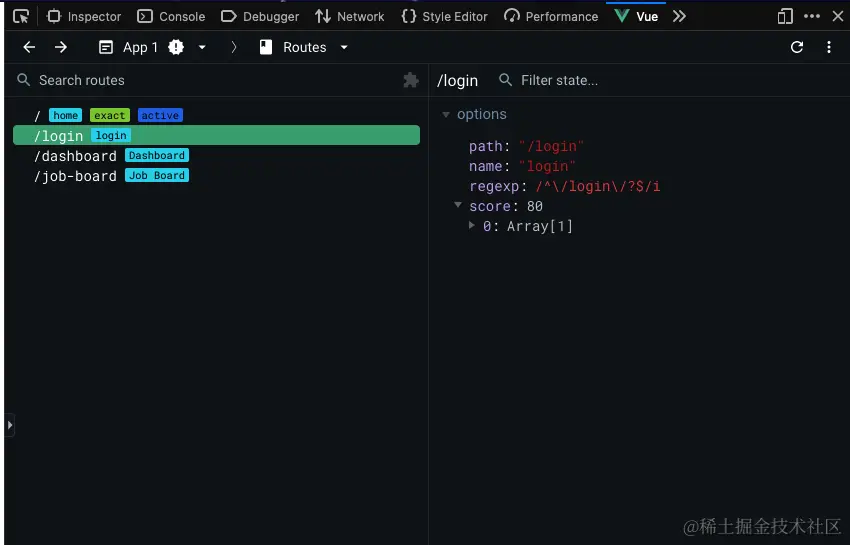 Inspector Console Debugger Network Style Editor Performance Vue
App 1 Routes
Search routes
/ home exact active
/login login
/dashboard Dashboard
/job-board Job Board
/login Filter state...
options
path: "/login"
name: "login"
regexp: /^\/login\/?$/i
score: 80
0: Array[1]
@稀土掘金技术社区